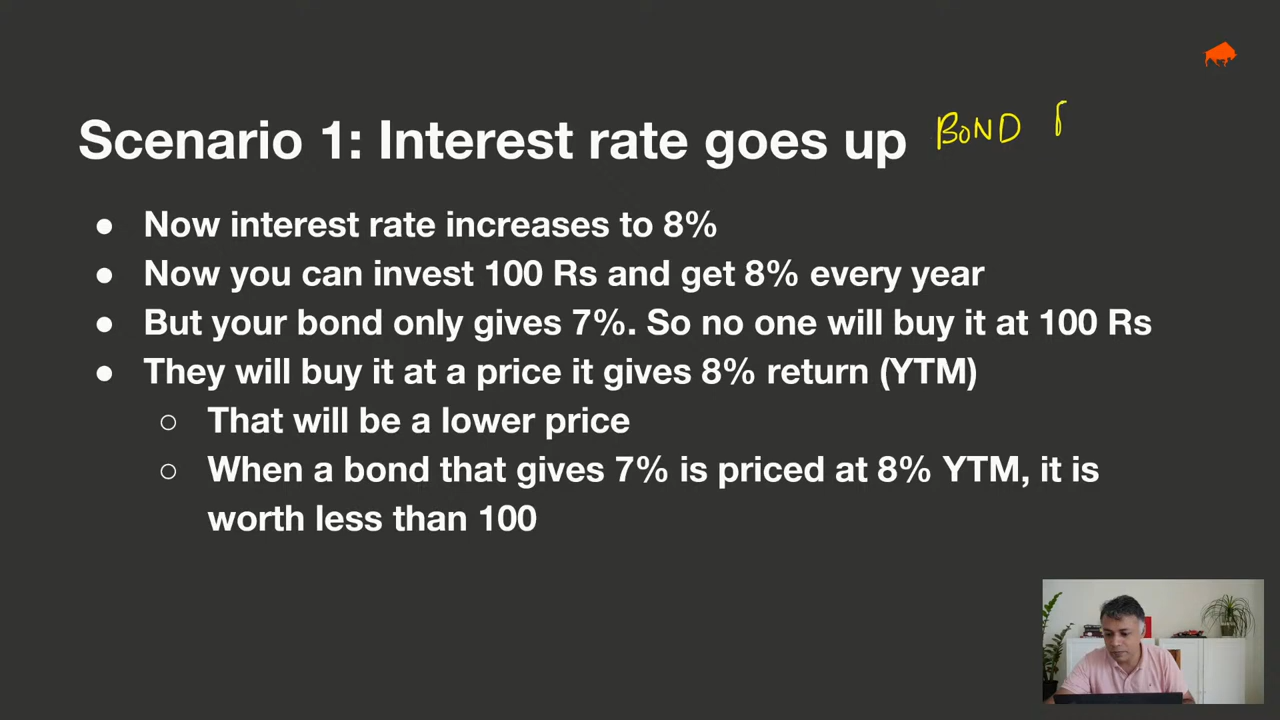 Scenario 1: Interest rate goes up BOND
● Now interest rate increases to 8%
● Now you can invest 100 Rs and get 8% every year
● But your bond only gives 7%. So no one will buy it at 100 Rs
● They will buy it at a price it gives 8% return (YTM)
○ That will be a lower price
○ When a bond that gives 7% is priced at 8% YTM, it is
worth less than 100